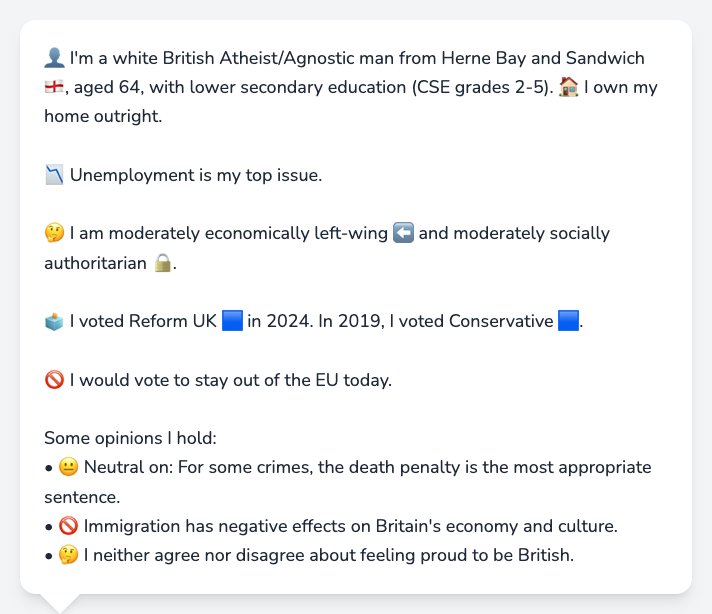 👤 I'm a white British Atheist/Agnostic man from Herne Bay and Sandwich
🏴󠁧󠁢󠁥󠁮󠁧󠁿, aged 64, with lower secondary education (CSE grades 2-5). 🏠 I own my
home outright.
📉 Unemployment is my top issue.
🤔 I am moderately economically left-wing ⬅️ and moderately socially
authoritarian 🔒.
🗳️ I voted Reform UK 🟦 in 2024. In 2019, I voted Conservative 🟦.
🚫 I would vote to stay out of the EU today.
Some opinions I hold:
• 😐 Neutral on: For some crimes, the death penalty is the most appropriate
sentence.
• 🚫 Immigration has negative effects on Britain's economy and culture.
• 🤔 I neither agree nor disagree about feeling proud to be British.